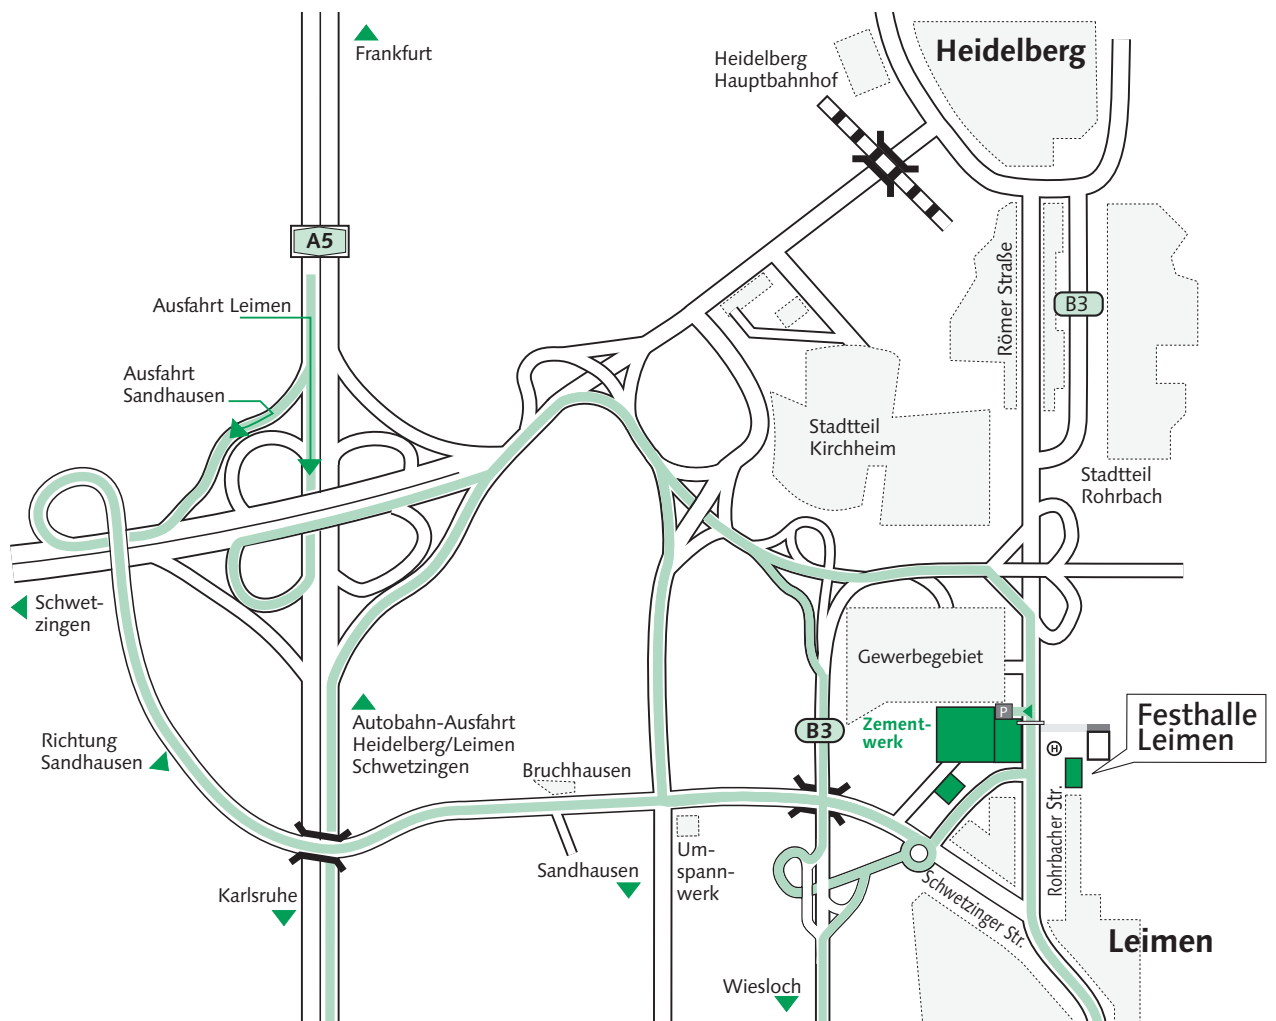 Frankfurt
Heidelberg
Hauptbahnhof
Heidelberg
A5
Ausfahrt Leimen
Römer Straße
B3
Ausfahrt
Sandhausen
Stadtteil
Kirchheim
Stadtteil
Rohrbach
Schwet-
zingen
Gewerbegebiet
Autobahn-Ausfahrt
Heidelberg/Leimen
Schwetzingen
Richtung
Sandhausen
B3
Zement-
werk
P
H
Festhalle
Leimen
Bruchhausen
Rohrbacher Str.
Um-
spann-
werk
Sandhausen
Karlsruhe
Schwetzinger Str.
Leimen
Wiesloch